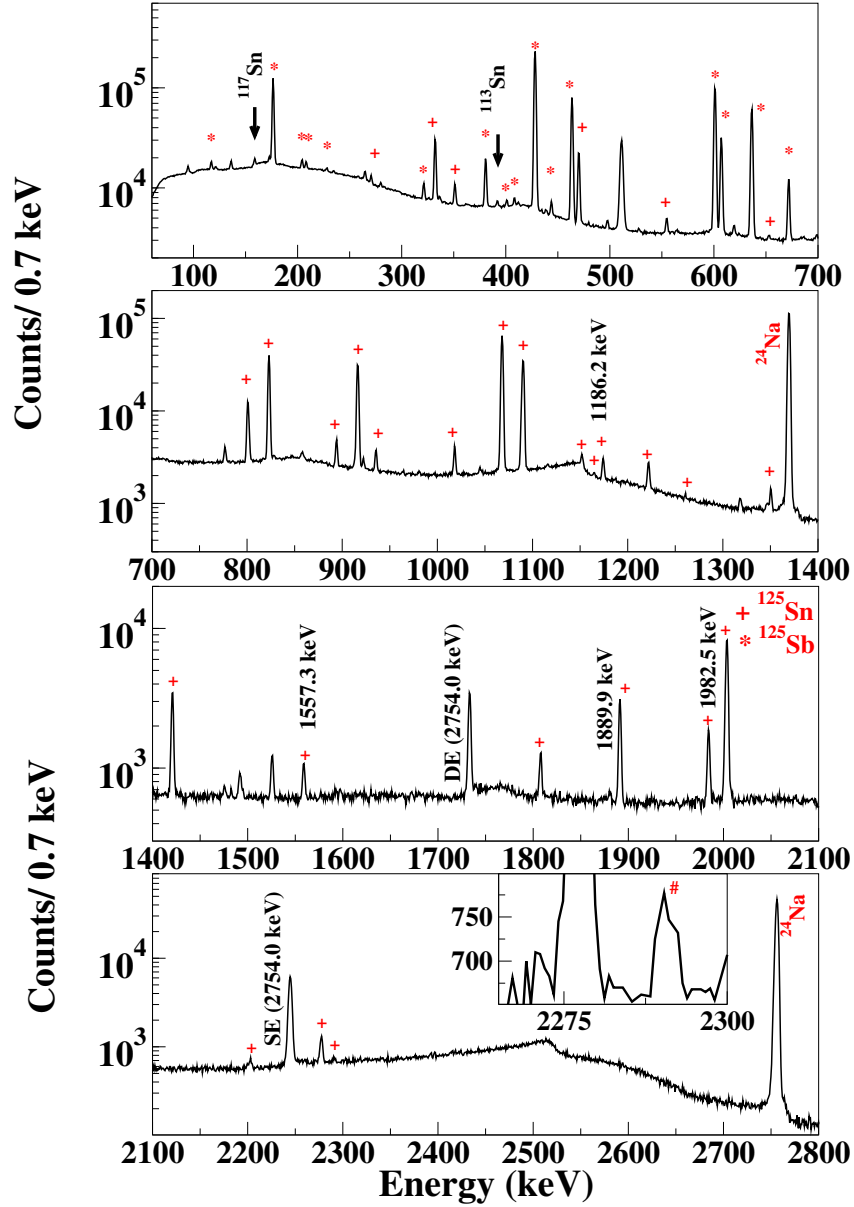 Counts/ 0.7 keV
10^5
10^4
117Sn
113Sn
* * * * * + * + + * * * * * * * + + * * * + *
100 200 300 400 500 600 700
10^5
10^4
10^3
+ + + + + + + + + + + + + +
1186.2 keV
24Na
700 800 900 1000 1100 1200 1300 1400
Counts/ 0.7 keV
10^4
10^3
+ + + + + +
1557.3 keV
DE (2754.0 keV)
1889.9 keV
1982.5 keV
+ 125Sn
* 125Sb
1400 1500 1600 1700 1800 1900 2000 2100
10^4
10^3
+ + +
SE (2754.0 keV)
750
700
#
2275 2300
24Na
2100 2200 2300 2400 2500 2600 2700 2800
Energy (keV)